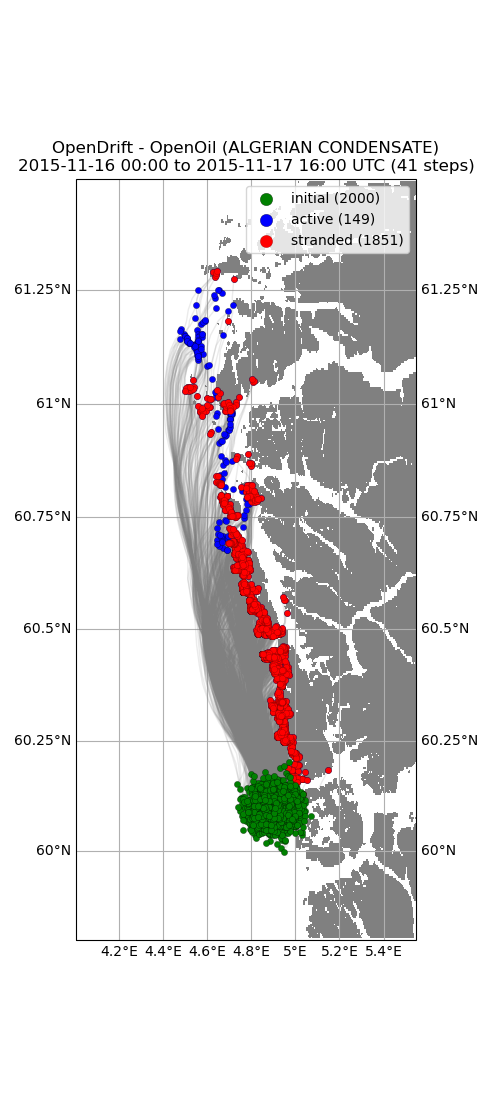 OpenDrift - OpenOil (ALGERIAN CONDENSATE)
2015-11-16 00:00 to 2015-11-17 16:00 UTC (41 steps)
initial (2000)
active (149)
stranded (1851)
61.25°N 61.25°N
61°N 61°N
60.75°N 60.75°N
60.5°N 60.5°N
60.25°N 60.25°N
60°N 60°N
4.2°E 4.4°E 4.6°E 4.8°E 5°E 5.2°E 5.4°E